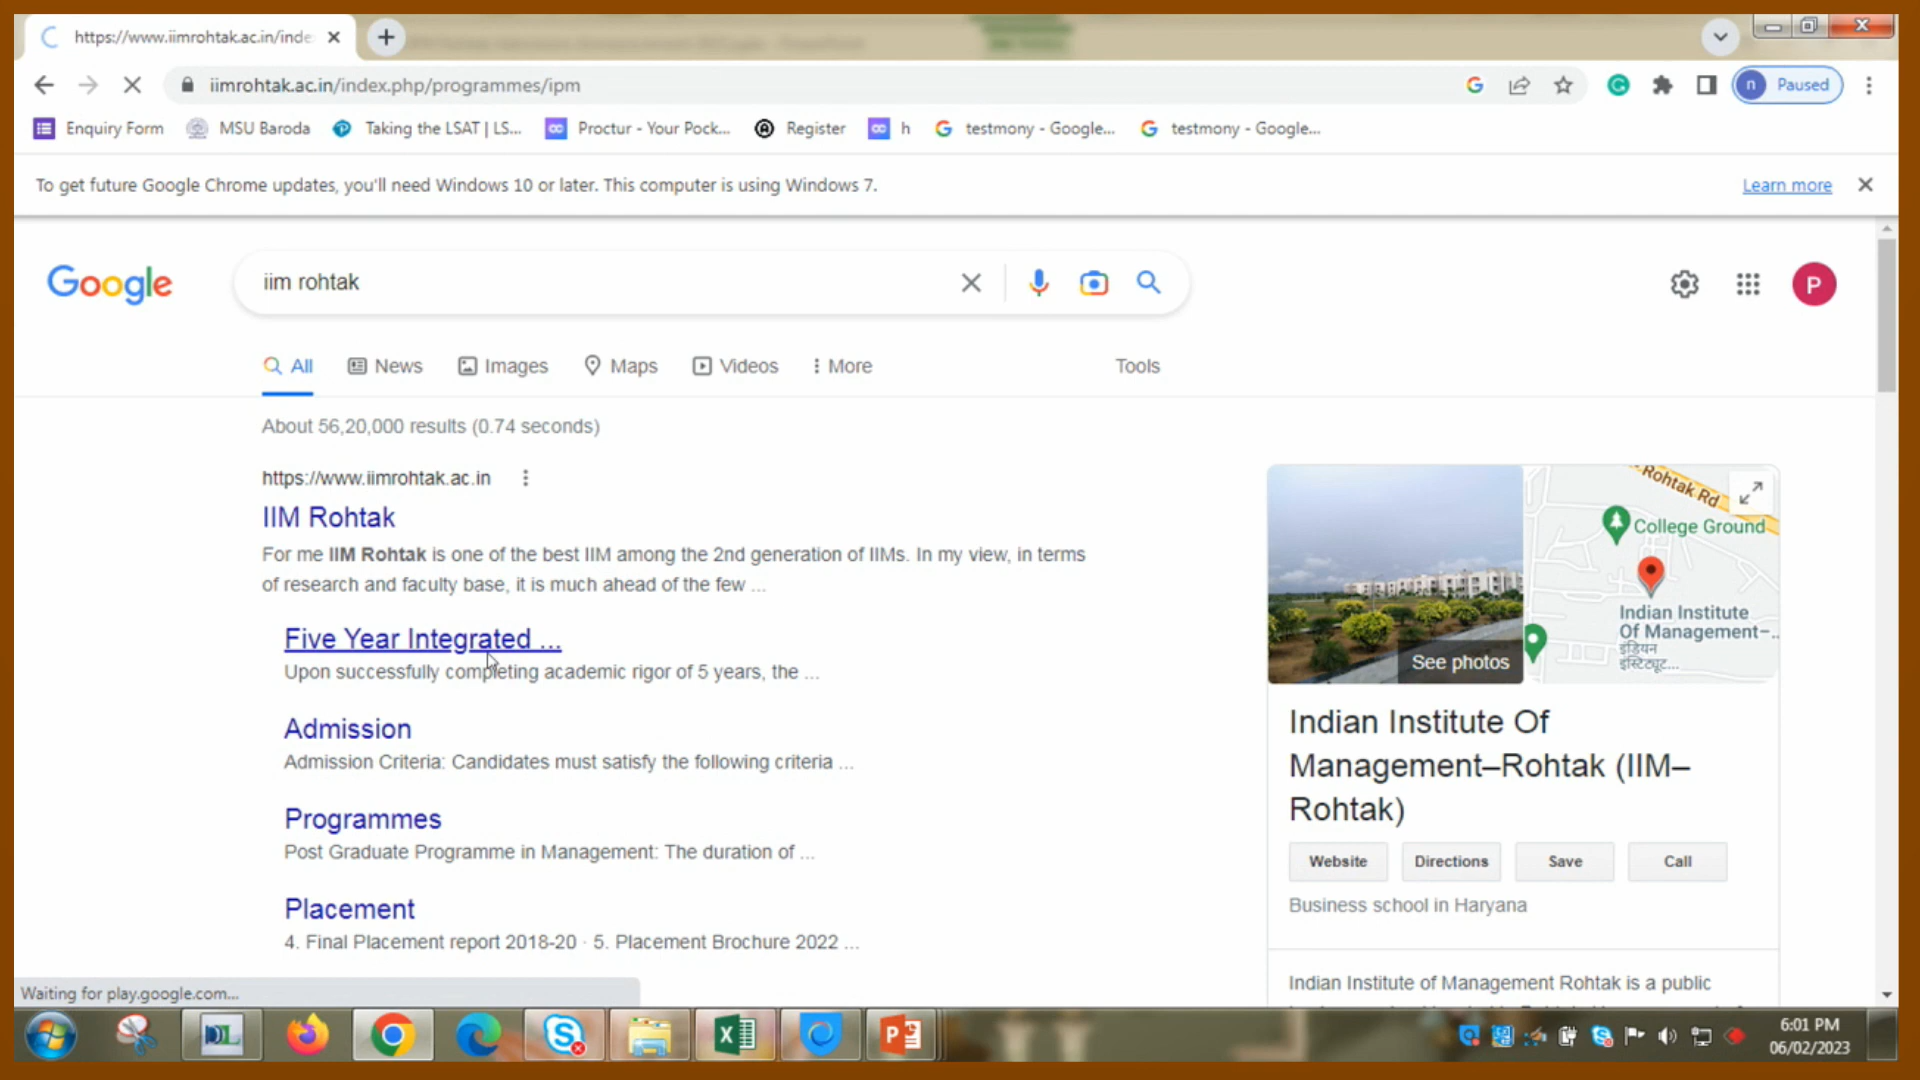 https://www.iimrohtak.ac.in/inde
iimrohtak.ac.in/index.php/programmes/ipm
n Paused
Enquiry Form MSU Baroda Taking the LSAT | LS... Proctur - Your Pock... Register h testmony - Google... testmony - Google...
To get future Google Chrome updates, you'll need Windows 10 or later. This computer is using Windows 7.
Learn more
Google
iim rohtak
P
All News Images Maps Videos More Tools
About 56,20,000 results (0.74 seconds)
https://www.iimrohtak.ac.in
IIM Rohtak
For me IIM Rohtak is one of the best IIM among the 2nd generation of IIMs. In my view, in terms
of research and faculty base, it is much ahead of the few ...
Five Year Integrated ...
Upon successfully completing academic rigor of 5 years, the ...
Admission
Admission Criteria: Candidates must satisfy the following criteria ...
Programmes
Post Graduate Programme in Management: The duration of ...
Placement
4. Final Placement report 2018-20 · 5. Placement Brochure 2022 ...
Rohtak Rd
College Ground
Indian Institute
Of Management-..
इंडियन
इंस्टिट्यूट...
See photos
Indian Institute Of
Management–Rohtak (IIM–
Rohtak)
Website Directions Save Call
Business school in Haryana
Indian Institute of Management Rohtak is a public
Waiting for play.google.com...
DL
6:01 PM
06/02/2023